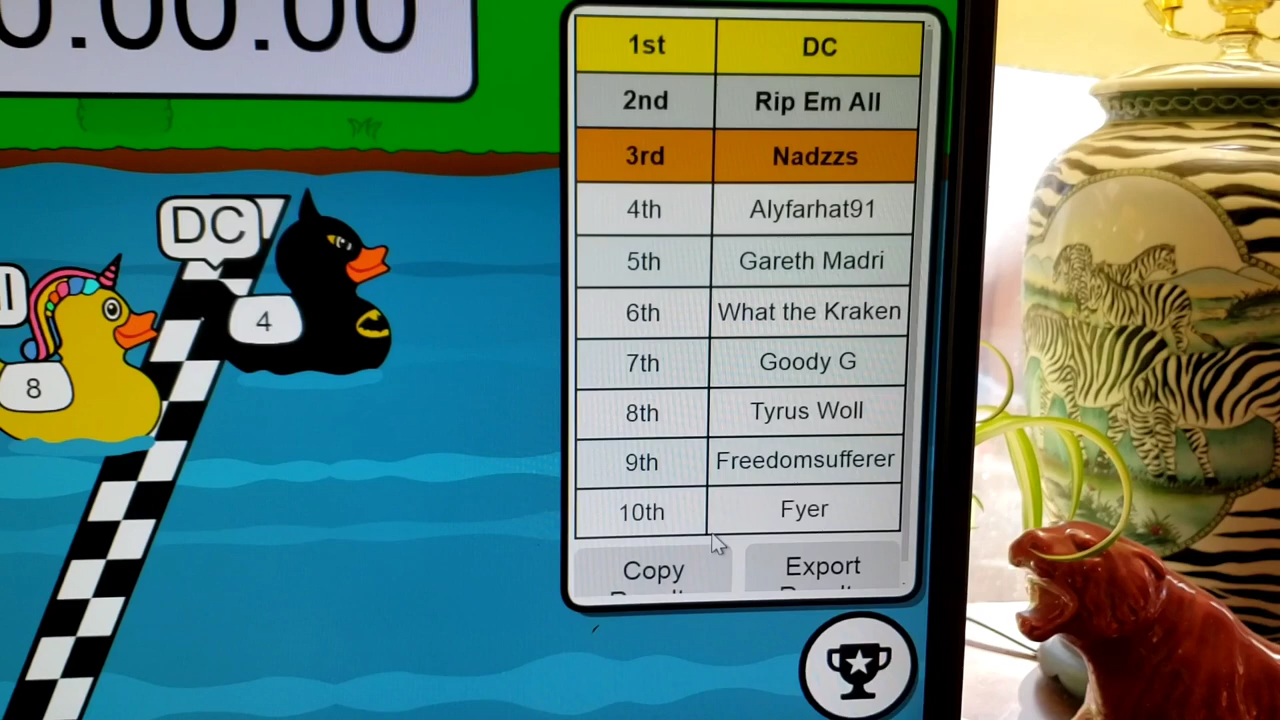 0:00:00
1st DC
2nd Rip Em All
3rd Nadzzs
4th Alyfarhat91
5th Gareth Madri
6th What the Kraken
7th Goody G
8th Tyrus Woll
9th Freedomsufferer
10th Fyer
Copy Export
DC
4
ll
8